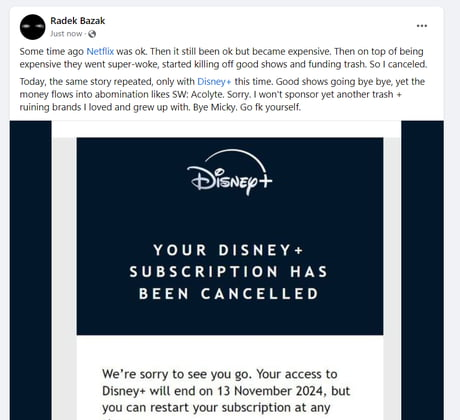 Radek Bazak
Just now ·
Some time ago Netflix was ok. Then it still been ok but became expensive. Then on top of being
expensive they went super-woke, started killing off good shows and funding trash. So I canceled.
Today, the same story repeated, only with Disney+ this time. Good shows going bye bye, yet the
money flows into abomination likes SW: Acolyte. Sorry. I won't sponsor yet another trash +
ruining brands I loved and grew up with. Bye Micky. Go fk yourself.
Disney+
YOUR DISNEY+
SUBSCRIPTION HAS
BEEN CANCELLED
We're sorry to see you go. Your access to
Disney+ will end on 13 November 2024, but
you can restart your subscription at any